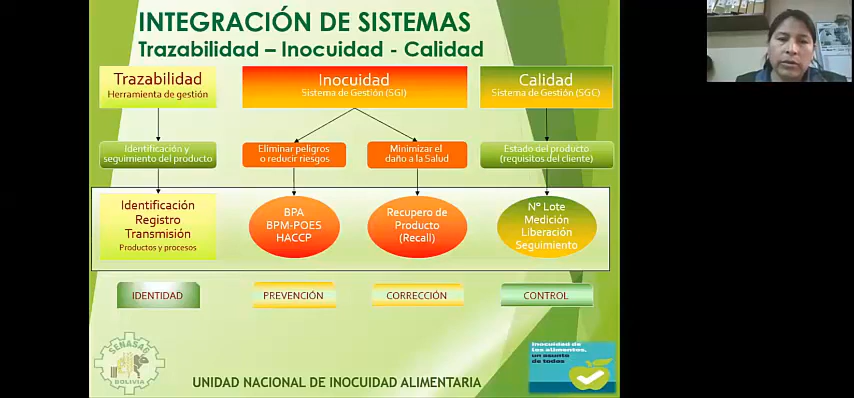 INTEGRACIÓN DE SISTEMAS
Trazabilidad – Inocuidad - Calidad
Trazabilidad
Herramienta de gestión
Inocuidad
Sistema de Gestión (SGI)
Calidad
Sistema de Gestión (SGC)
Identificación y
seguimiento del producto
Eliminar peligros
o reducir riesgos
Minimizar el
daño a la Salud
Estado del producto
(requisitos del cliente)
Identificación
Registro
Transmisión
Productos y procesos
BPA
BPM-POES
HACCP
Recupero de
Producto
(Recall)
Nº Lote
Medición
Liberación
Seguimiento
IDENTIDAD
PREVENCIÓN
CORRECCIÓN
CONTROL
SENASAG
BOLIVIA
UNIDAD NACIONAL DE INOCUIDAD ALIMENTARIA
Inocuidad de
los alimentos,
un asunto
de todos